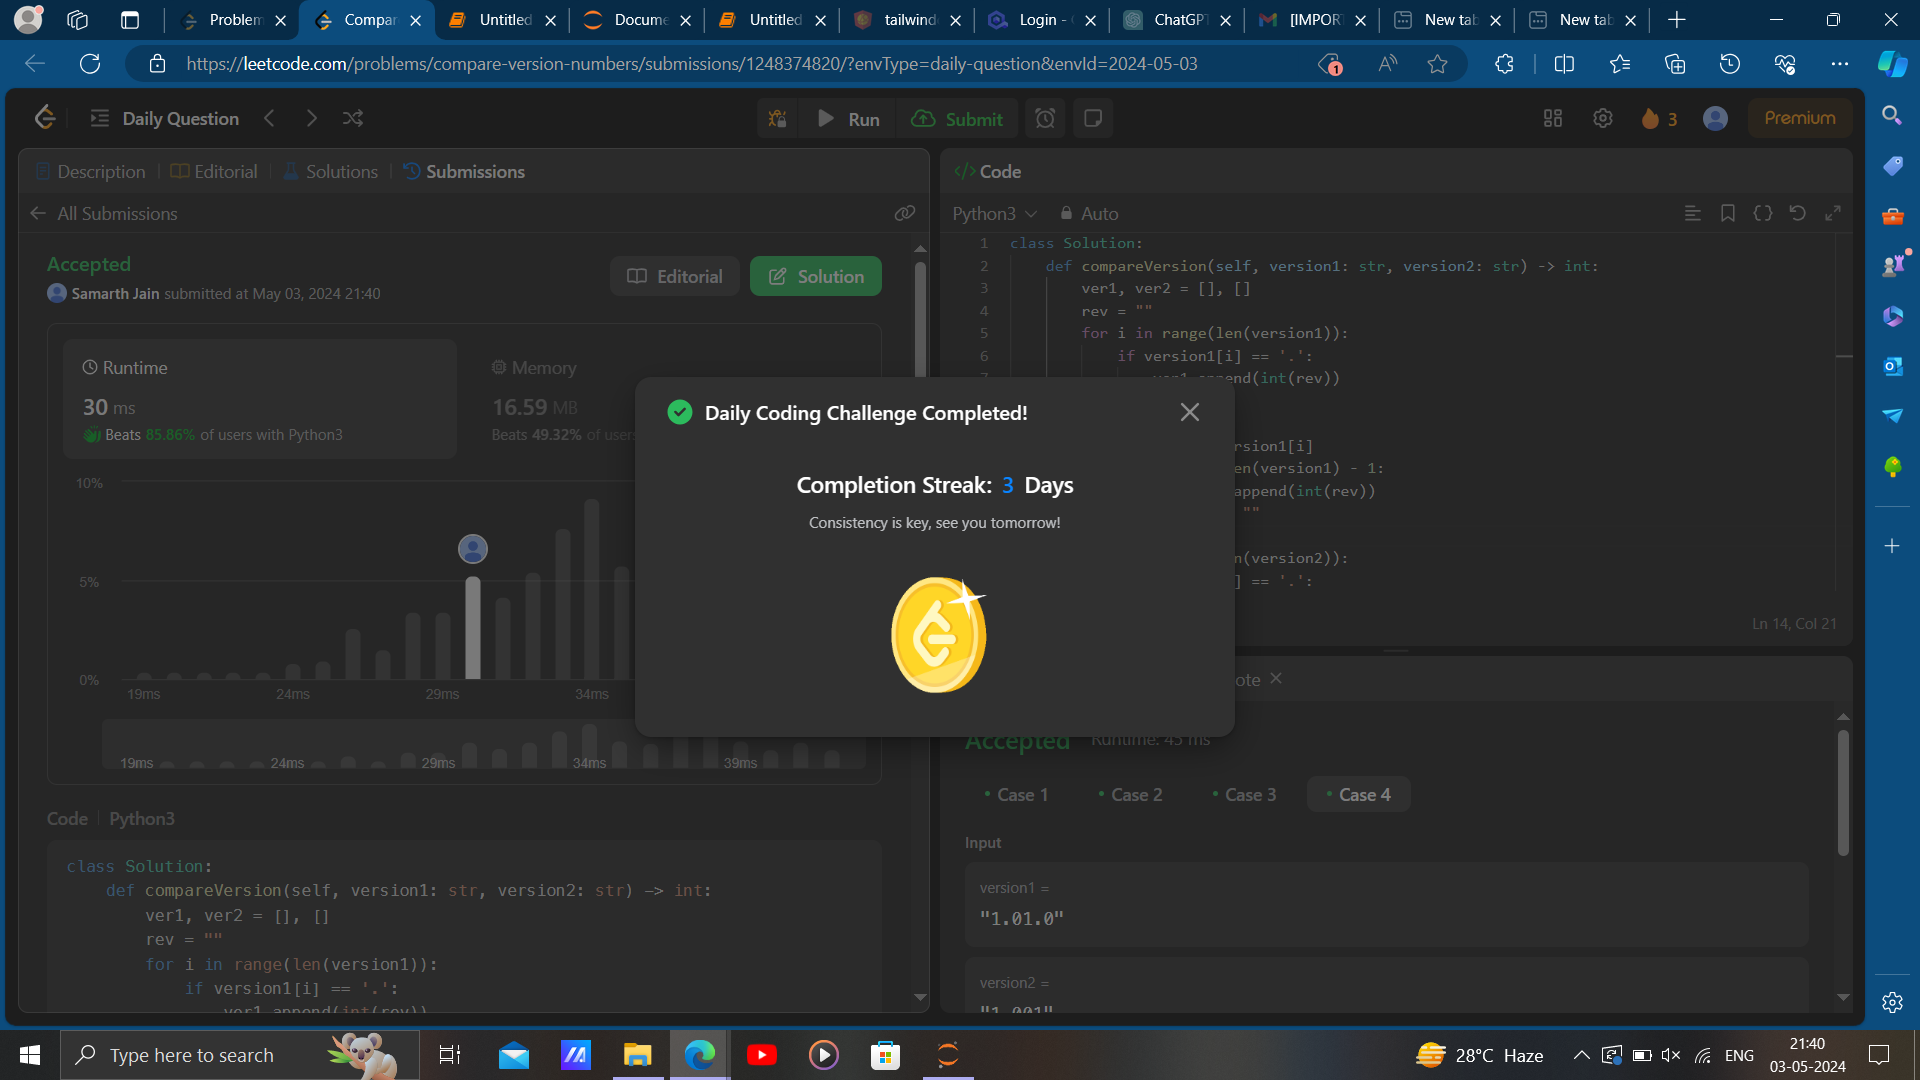 Problem
Compar
Untitled
Docume
Untitled
tailwind
Login -
ChatGPT
[IMPOR
New tab
New tab
https://leetcode.com/problems/compare-version-numbers/submissions/1248374820/?envType=daily-question&envId=2024-05-03
1
Daily Question
Run
Submit
3
Premium
Description
Editorial
Solutions
Submissions
All Submissions
Accepted
Samarth Jain submitted at May 03, 2024 21:40
Editorial
Solution
Runtime
30 ms
Beats 85.86% of users with Python3
Memory
16.59 MB
Beats 49.32% of users
10%
5%
0%
19ms
24ms
29ms
34ms
19ms
24ms
29ms
34ms
39ms
Code
Python3
class Solution:
def compareVersion(self, version1: str, version2: str) -> int:
ver1, ver2 = [], []
rev = ""
for i in range(len(version1)):
if version1[i] == '.':
ver1.append(int(rev))
</> Code
Python3
Auto
1 class Solution:
2 def compareVersion(self, version1: str, version2: str) -> int:
3 ver1, ver2 = [], []
4 rev = ""
5 for i in range(len(version1)):
6 if version1[i] == '.':
7 ver1.append(int(rev))
rsion1[i]
en(version1) - 1:
append(int(rev))
""
n(version2)):
] == '.':
Ln 14, Col 21
Daily Coding Challenge Completed!
Completion Streak: 3 Days
Consistency is key, see you tomorrow!
ote
Accepted
Runtime: 45 ms
Case 1
Case 2
Case 3
Case 4
Input
version1 =
"1.01.0"
version2 =
"1.001"
Type here to search
28°C Haze
ENG
21:40
03-05-2024